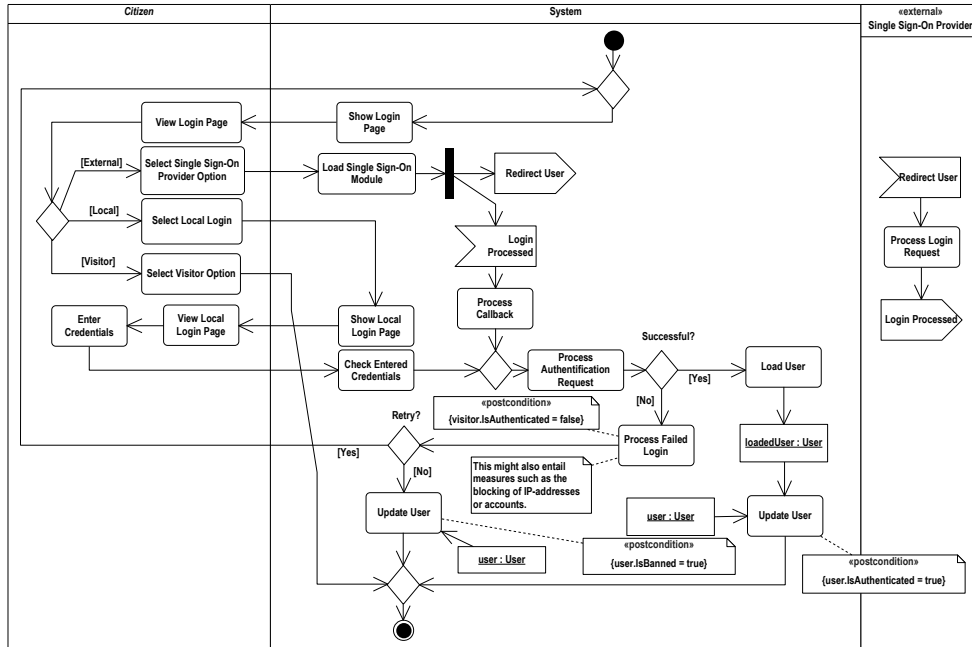 Citizen
System
«external»
Single Sign-On Provider
View Login Page
Show Login
Page
[External]
Select Single Sign-On
Provider Option
Load Single Sign-On
Module
Redirect User
Redirect User
[Local]
Select Local Login
Login
Processed
Process Login
Request
[Visitor]
Select Visitor Option
Process
Callback
Login Processed
Enter
Credentials
View Local
Login Page
Show Local
Login Page
Successful?
Check Entered
Credentials
Process
Authentification
Request
[Yes]
Load User
[No]
«postcondition»
{visitor.IsAuthenticated = false}
Retry?
[Yes]
Process Failed
Login
loadedUser : User
[No]
This might also entail
measures such as the
blocking of IP-addresses
or accounts.
Update User
user : User
Update User
user : User
«postcondition»
{user.IsBanned = true}
«postcondition»
{user.IsAuthenticated = true}